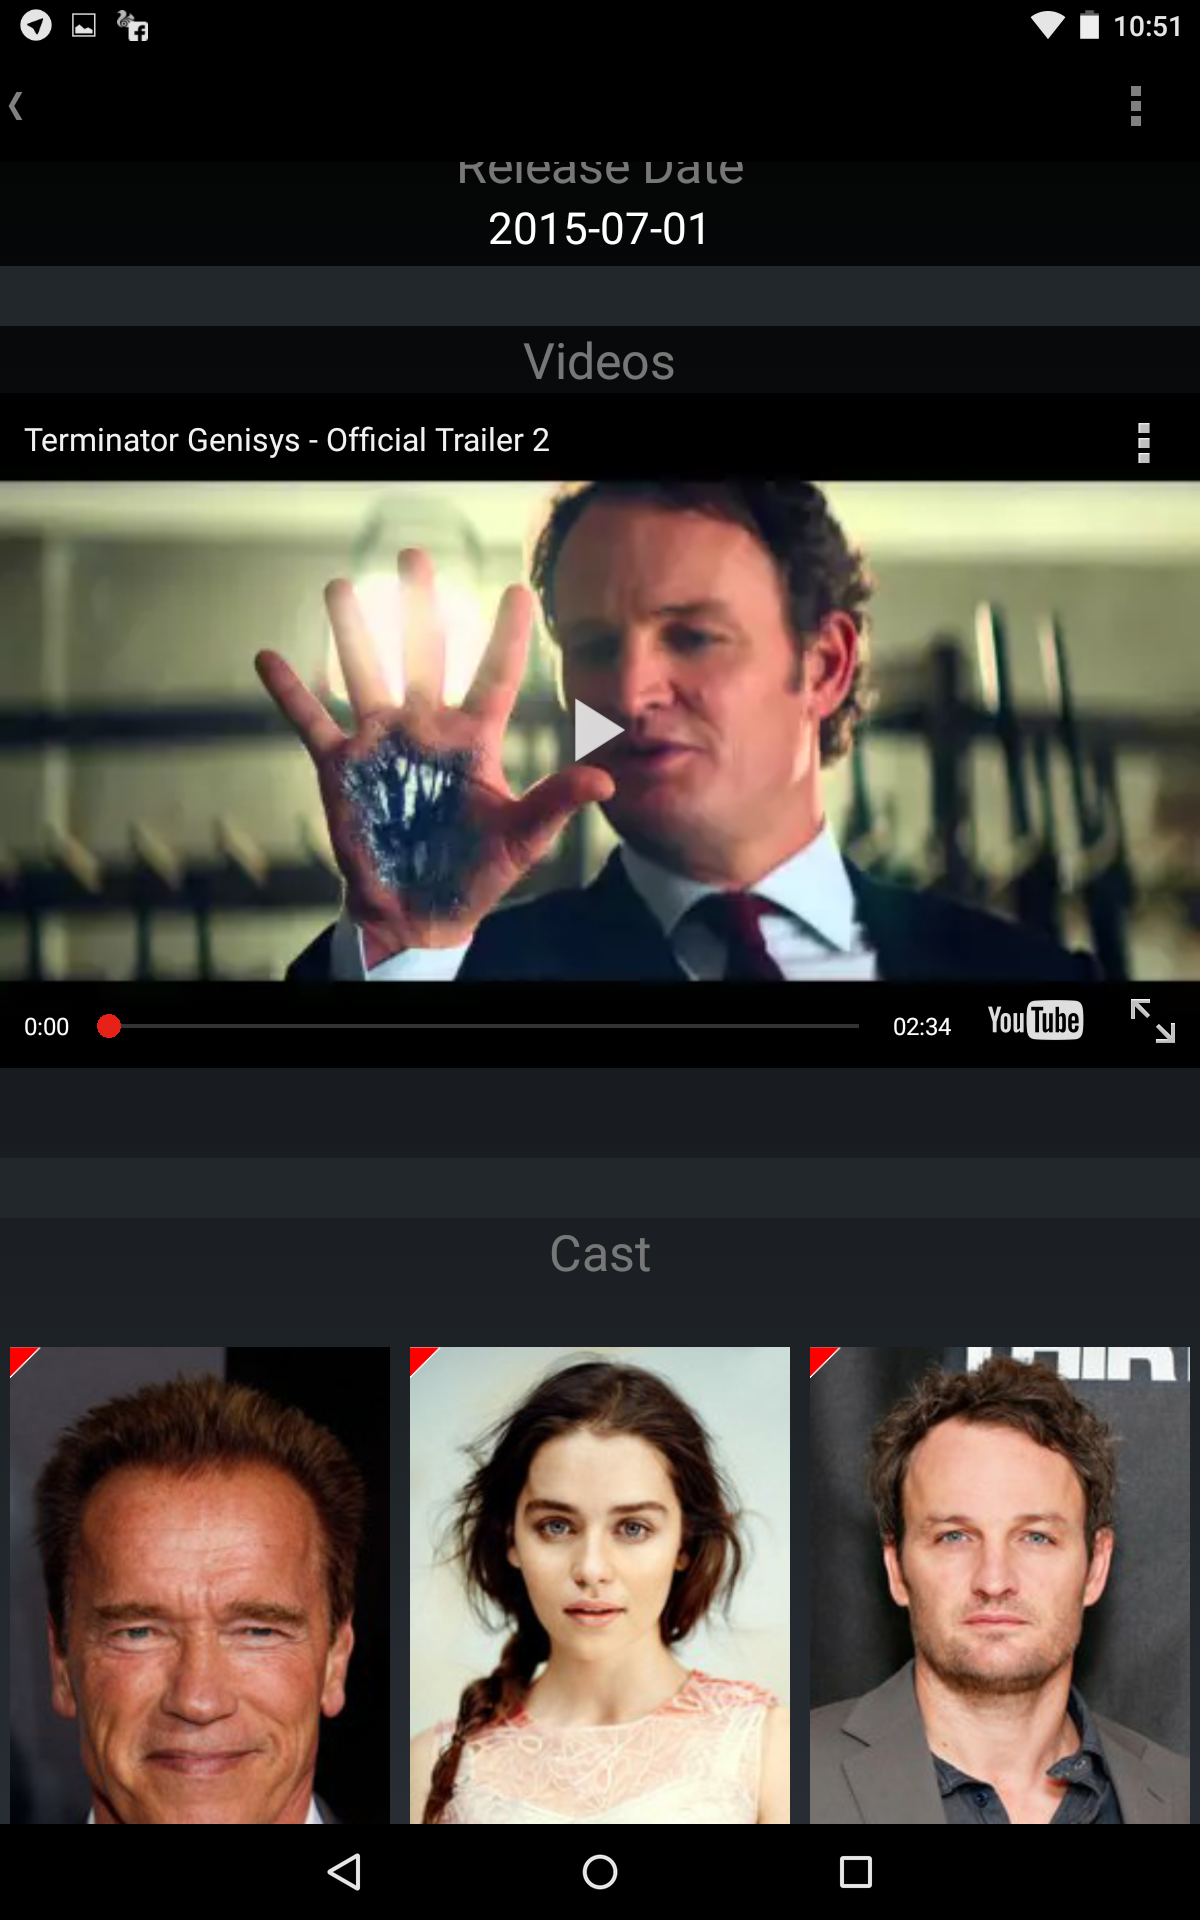 10:51
Release Date
2015-07-01
Videos
Terminator Genisys - Official Trailer 2
0:00
02:34
YouTube
Cast